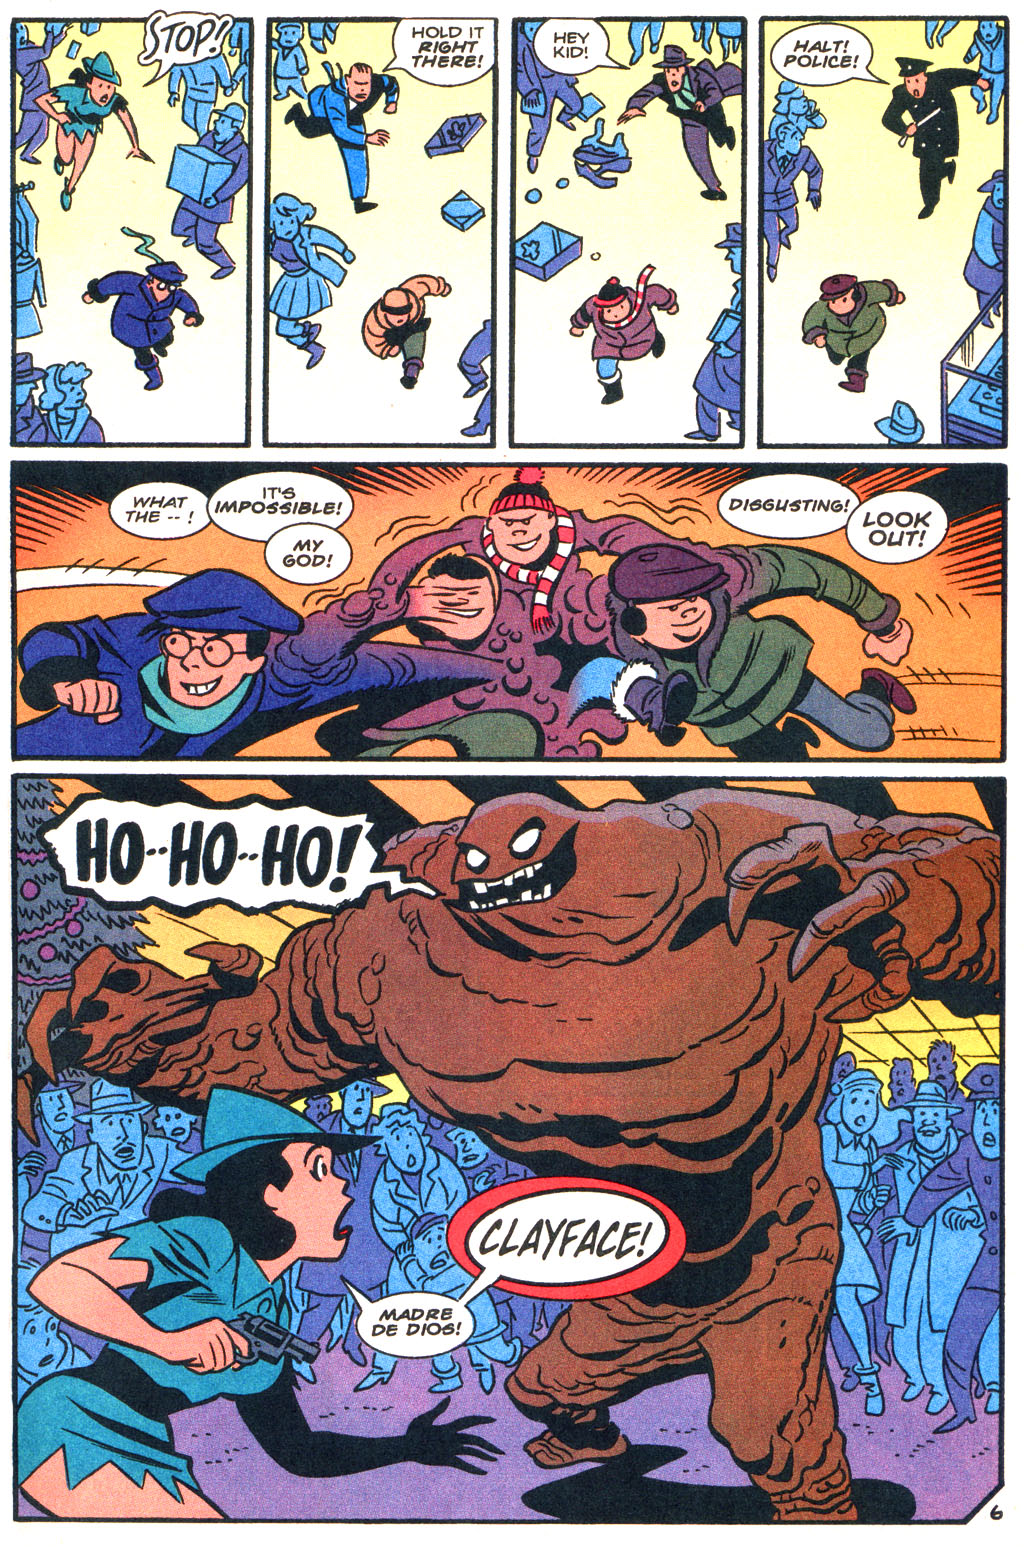 STOP!
HOLD IT
RIGHT
THERE!
HEY
KID!
HALT!
POLICE!
WHAT
THE -- !
IT'S
IMPOSSIBLE!
MY
GOD!
DISGUSTING!
LOOK
OUT!
HO--HO--HO!
MADRE
DE DIOS!
CLAYFACE!
6